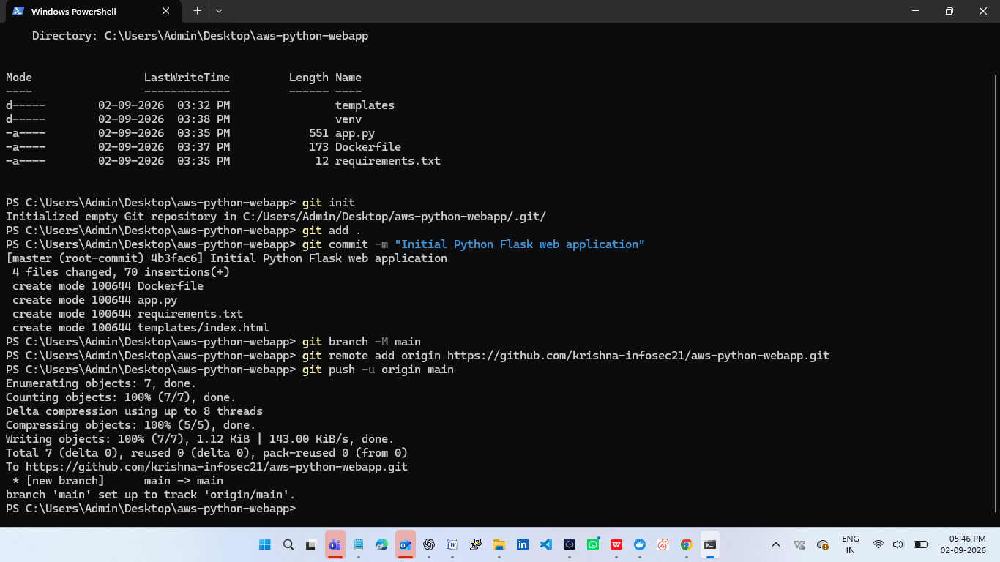 Windows PowerShell
    Directory: C:\Users\Admin\Desktop\aws-python-webapp
Mode                 LastWriteTime         Length Name
----                 -------------         ------ ----
d-----        02-09-2026  03:32 PM                templates
d-----        02-09-2026  03:38 PM                venv
-a----        02-09-2026  03:35 PM            551 app.py
-a----        02-09-2026  03:37 PM            173 Dockerfile
-a----        02-09-2026  03:35 PM             12 requirements.txt
PS C:\Users\Admin\Desktop\aws-python-webapp> git init
Initialized empty Git repository in C:/Users/Admin/Desktop/aws-python-webapp/.git/
PS C:\Users\Admin\Desktop\aws-python-webapp> git add .
PS C:\Users\Admin\Desktop\aws-python-webapp> git commit -m "Initial Python Flask web application"
[master (root-commit) 4b3fac6] Initial Python Flask web application
 4 files changed, 70 insertions(+)
 create mode 100644 Dockerfile
 create mode 100644 app.py
 create mode 100644 requirements.txt
 create mode 100644 templates/index.html
PS C:\Users\Admin\Desktop\aws-python-webapp> git branch -M main
PS C:\Users\Admin\Desktop\aws-python-webapp> git remote add origin https://github.com/krishna-infosec21/aws-python-webapp.git
PS C:\Users\Admin\Desktop\aws-python-webapp> git push -u origin main
Enumerating objects: 7, done.
Counting objects: 100% (7/7), done.
Delta compression using up to 8 threads
Compressing objects: 100% (5/5), done.
Writing objects: 100% (7/7), 1.12 KiB | 143.00 KiB/s, done.
Total 7 (delta 0), reused 0 (delta 0), pack-reused 0 (from 0)
To https://github.com/krishna-infosec21/aws-python-webapp.git
 * [new branch]      main -> main
branch 'main' set up to track 'origin/main'.
PS C:\Users\Admin\Desktop\aws-python-webapp>
ENG
IN
05:46 PM
02-09-2026